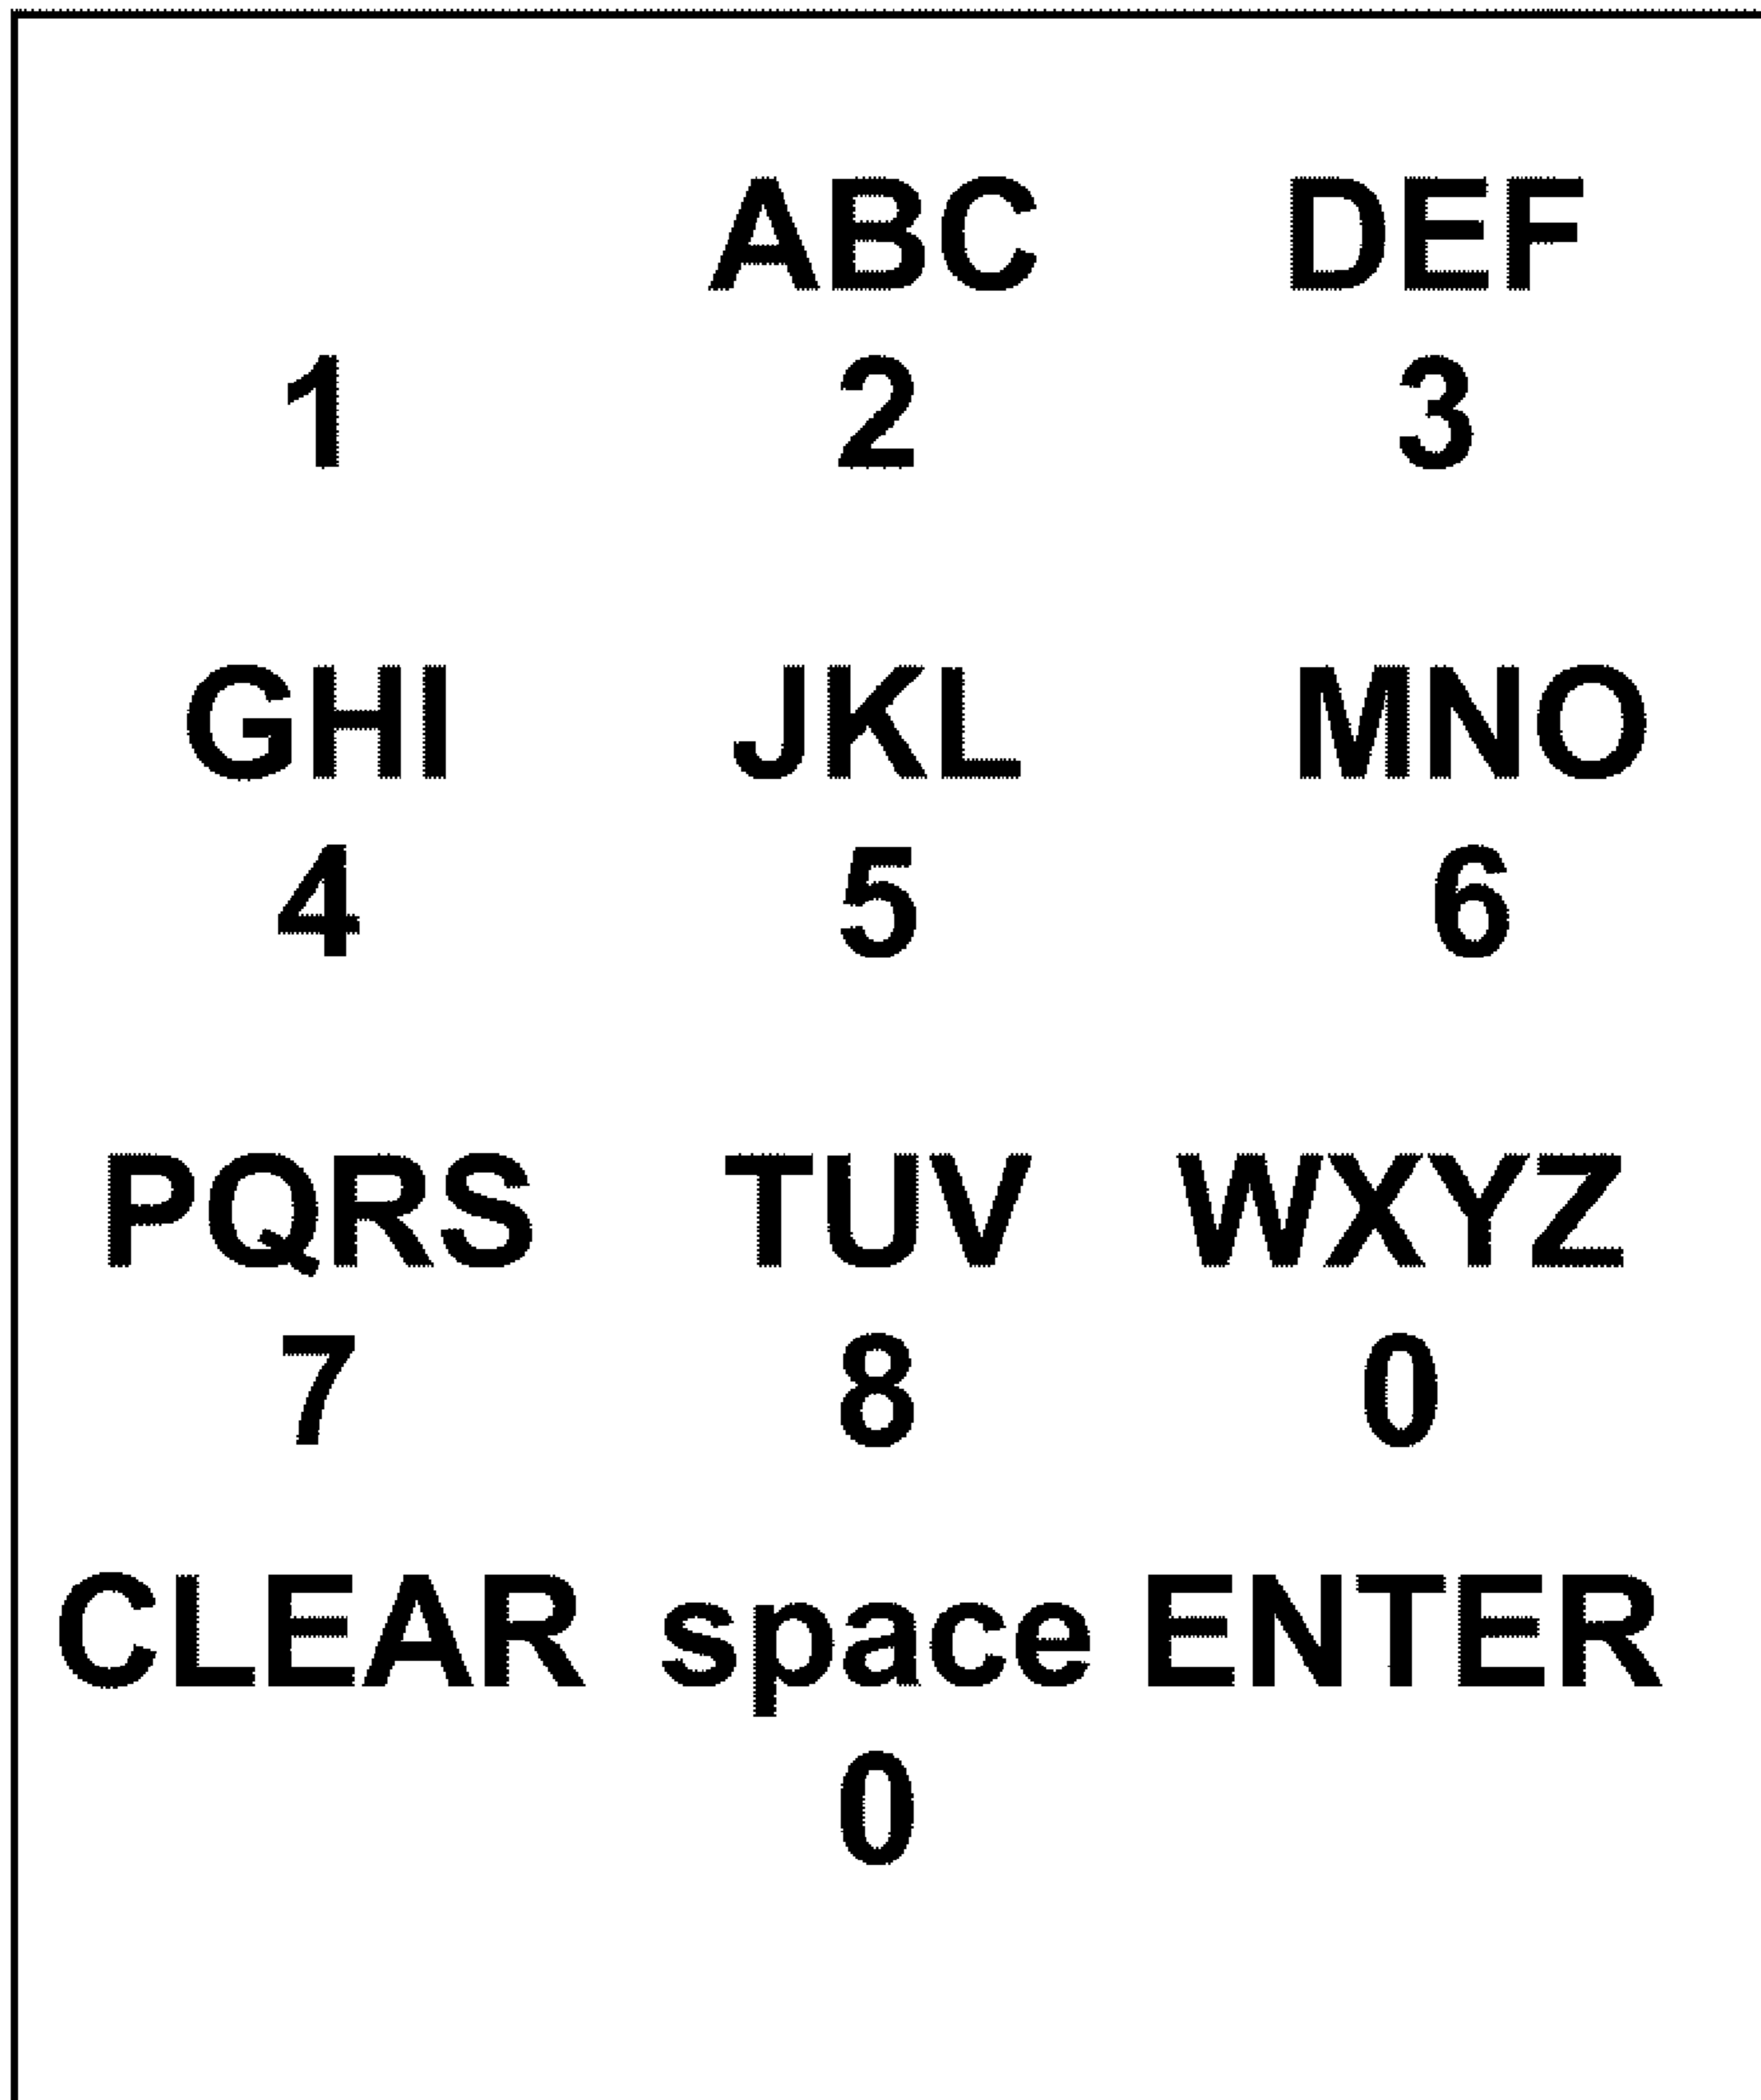 ABC DEF
1 2 3
GHI JKL MNO
4 5 6
PQRS TUV WXYZ
7 8 0
CLEAR space ENTER
0